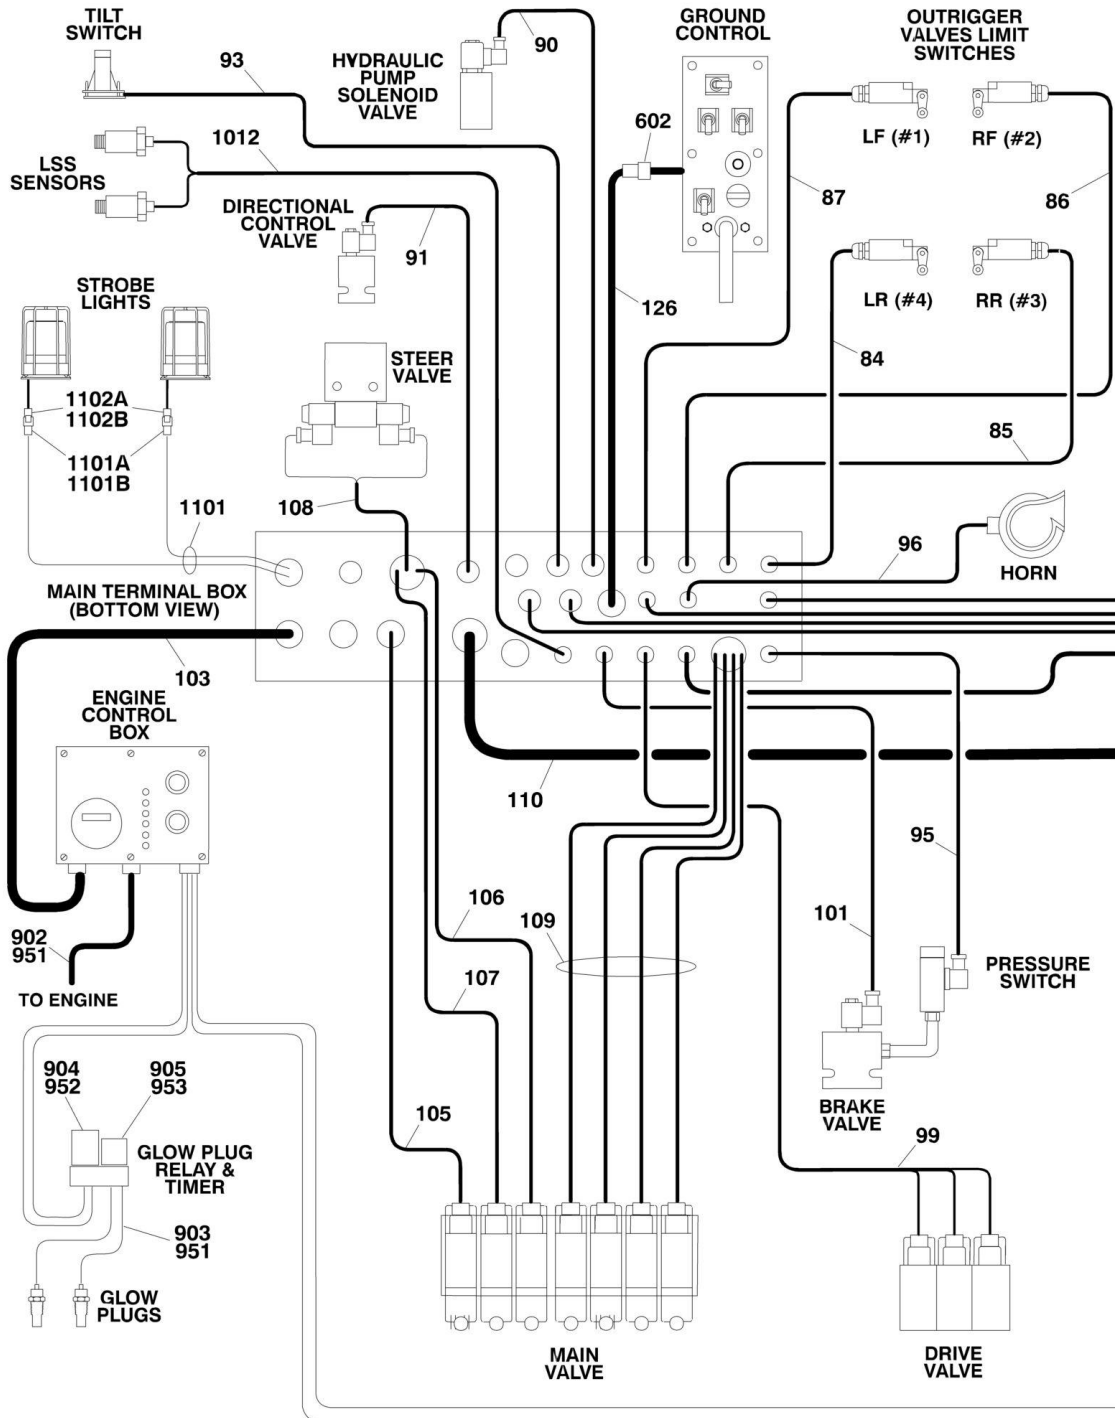 TILT
SWITCH
93
HYDRAULIC
PUMP
SOLENOID
VALVE
90
GROUND
CONTROL
OUTRIGGER
VALVES LIMIT
SWITCHES
LF (#1)
RF (#2)
1012
602
LSS
SENSORS
87
86
DIRECTIONAL
CONTROL
VALVE
91
STROBE
LIGHTS
LR (#4)
RR (#3)
126
84
STEER
VALVE
1102A
1102B
1101A
1101B
85
108
1101
96
HORN
MAIN TERMINAL BOX
(BOTTOM VIEW)
103
ENGINE
CONTROL
BOX
110
95
106
109
101
902
951
TO ENGINE
107
PRESSURE
SWITCH
904
952
905
953
BRAKE
VALVE
105
99
GLOW PLUG
RELAY &
TIMER
903
951
GLOW
PLUGS
MAIN
VALVE
DRIVE
VALVE